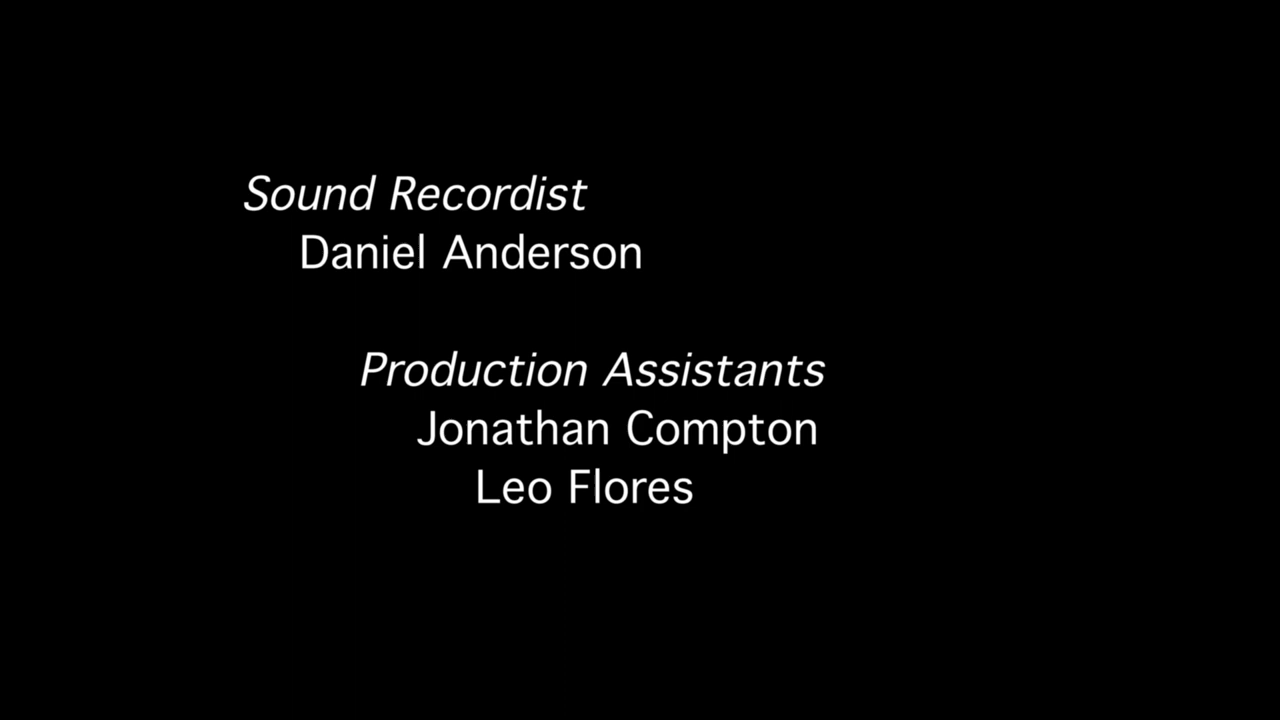 Sound Recordist
Daniel Anderson
Production Assistants
Jonathan Compton
Leo Flores